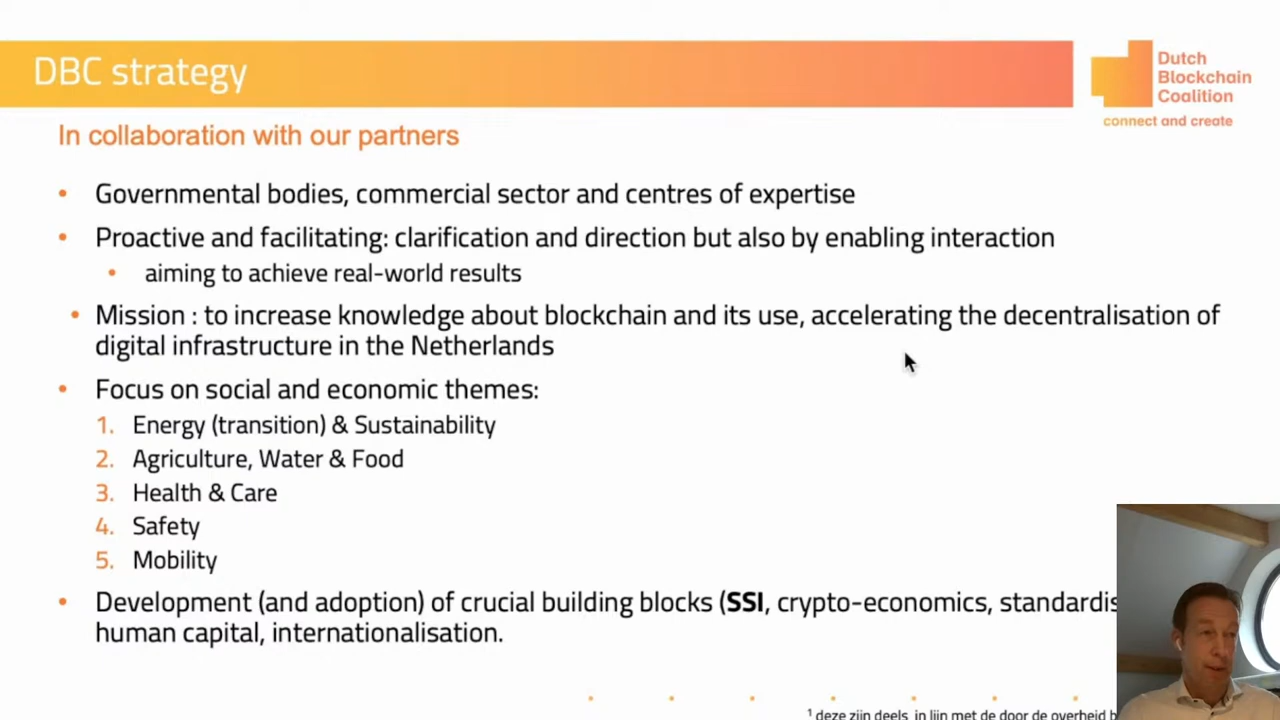 DBC strategy
Dutch
Blockchain
Coalition
connect and create
In collaboration with our partners
• Governmental bodies, commercial sector and centres of expertise
• Proactive and facilitating: clarification and direction but also by enabling interaction
• aiming to achieve real-world results
• Mission : to increase knowledge about blockchain and its use, accelerating the decentralisation of
digital infrastructure in the Netherlands
• Focus on social and economic themes:
1. Energy (transition) & Sustainability
2. Agriculture, Water & Food
3. Health & Care
4. Safety
5. Mobility
• Development (and adoption) of crucial building blocks (SSI, crypto-economics, standardis
human capital, internationalisation.
1 deze zijn deels in lijn met de door de overheid